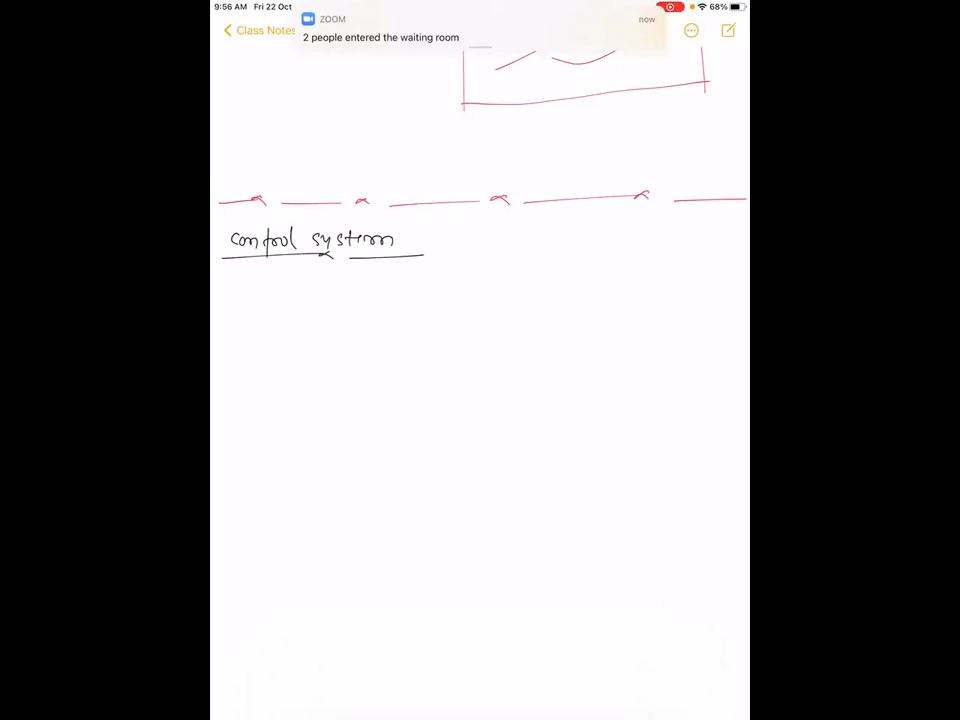 9:56 AM Fri 22 Oct 68%
ZOOM now
2 people entered the waiting room
Class Notes
control system